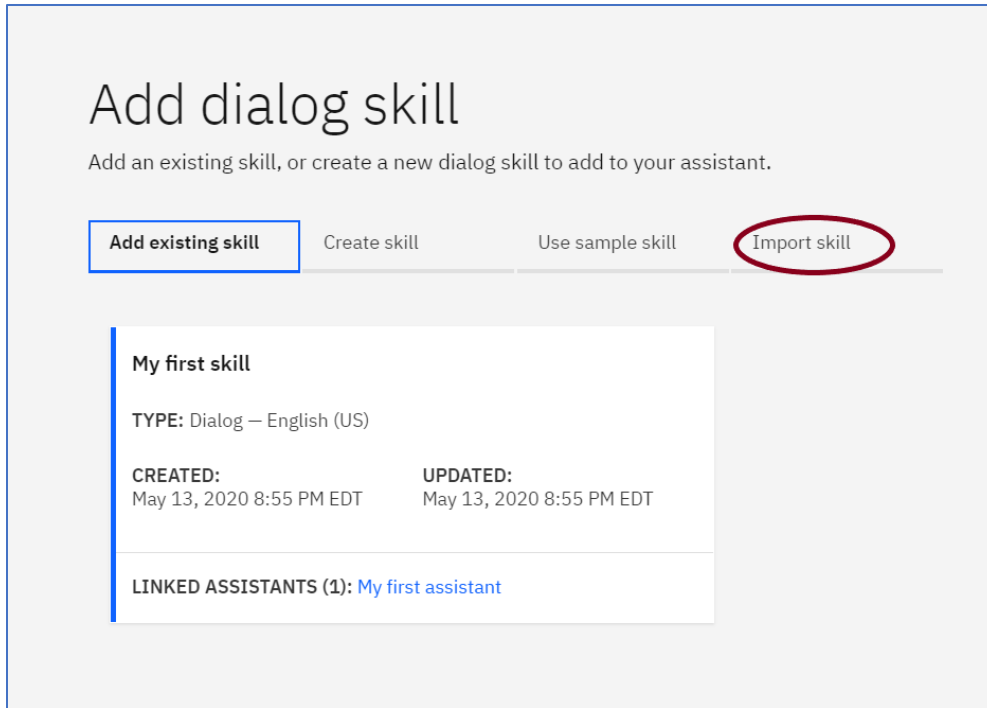 Add dialog skill
Add an existing skill, or create a new dialog skill to add to your assistant.
Add existing skill Create skill Use sample skill Import skill
My first skill
TYPE: Dialog — English (US)
CREATED: UPDATED:
May 13, 2020 8:55 PM EDT May 13, 2020 8:55 PM EDT
LINKED ASSISTANTS (1): My first assistant